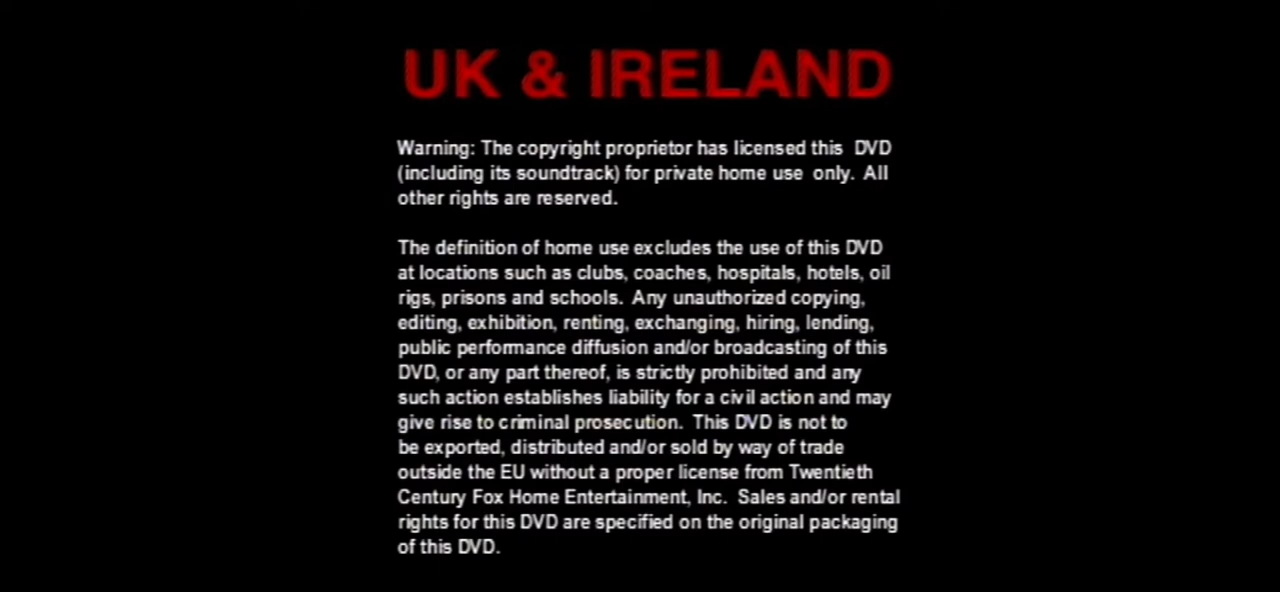 UK & IRELAND
Warning: The copyright proprietor has licensed this DVD
(including its soundtrack) for private home use only. All
other rights are reserved.
The definition of home use excludes the use of this DVD
at locations such as clubs, coaches, hospitals, hotels, oil
rigs, prisons and schools. Any unauthorized copying,
editing, exhibition, renting, exchanging, hiring, lending,
public performance diffusion and/or broadcasting of this
DVD, or any part thereof, is strictly prohibited and any
such action establishes liability for a civil action and may
give rise to criminal prosecution. This DVD is not to
be exported, distributed and/or sold by way of trade
outside the EU without a proper license from Twentieth
Century Fox Home Entertainment, Inc. Sales and/or rental
rights for this DVD are specified on the original packaging
of this DVD.